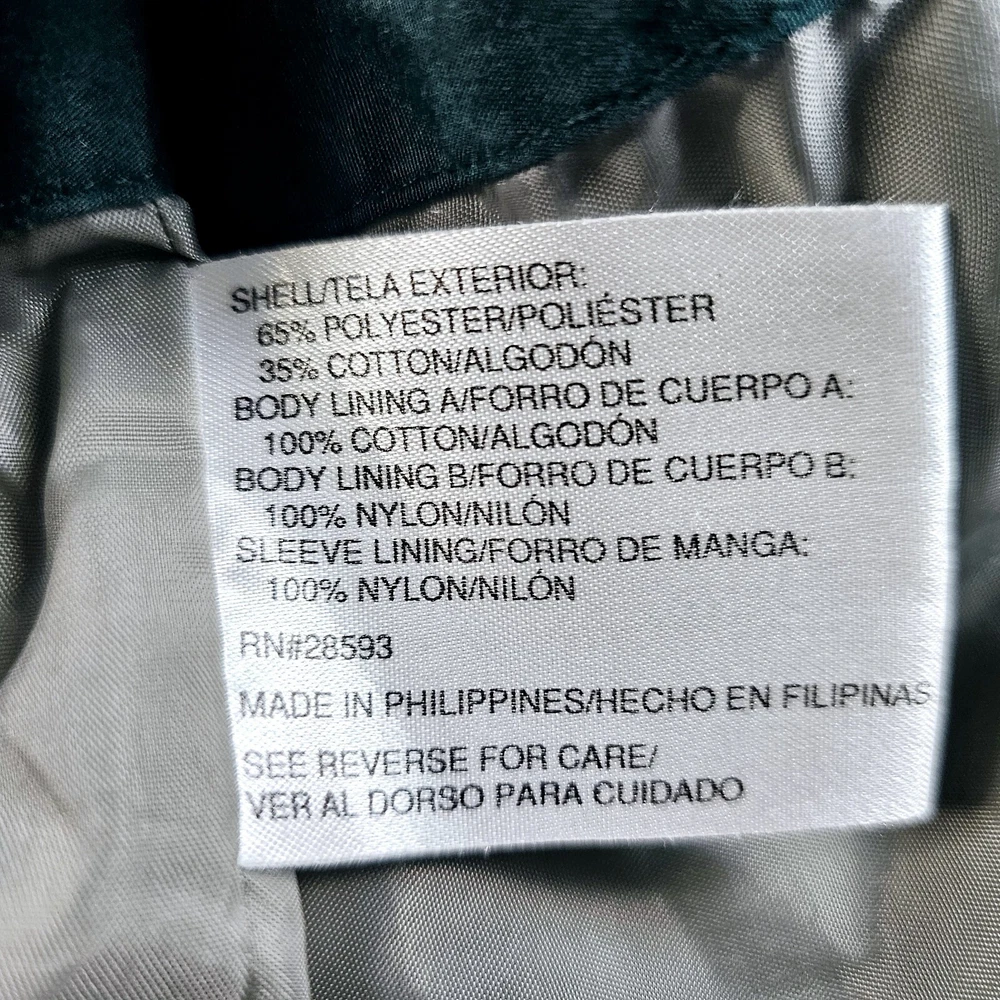 SHELL/TELA EXTERIOR:
65% POLYESTER/POLIÉSTER
35% COTTON/ALGODÓN
BODY LINING A/FORRO DE CUERPO A:
100% COTTON/ALGODÓN
BODY LINING B/FORRO DE CUERPO B:
100% NYLON/NILÓN
SLEEVE LINING/FORRO DE MANGA:
100% NYLON/NILÓN
RN#28593
MADE IN PHILIPPINES/HECHO EN FILIPINAS
SEE REVERSE FOR CARE/
VER AL DORSO PARA CUIDADO